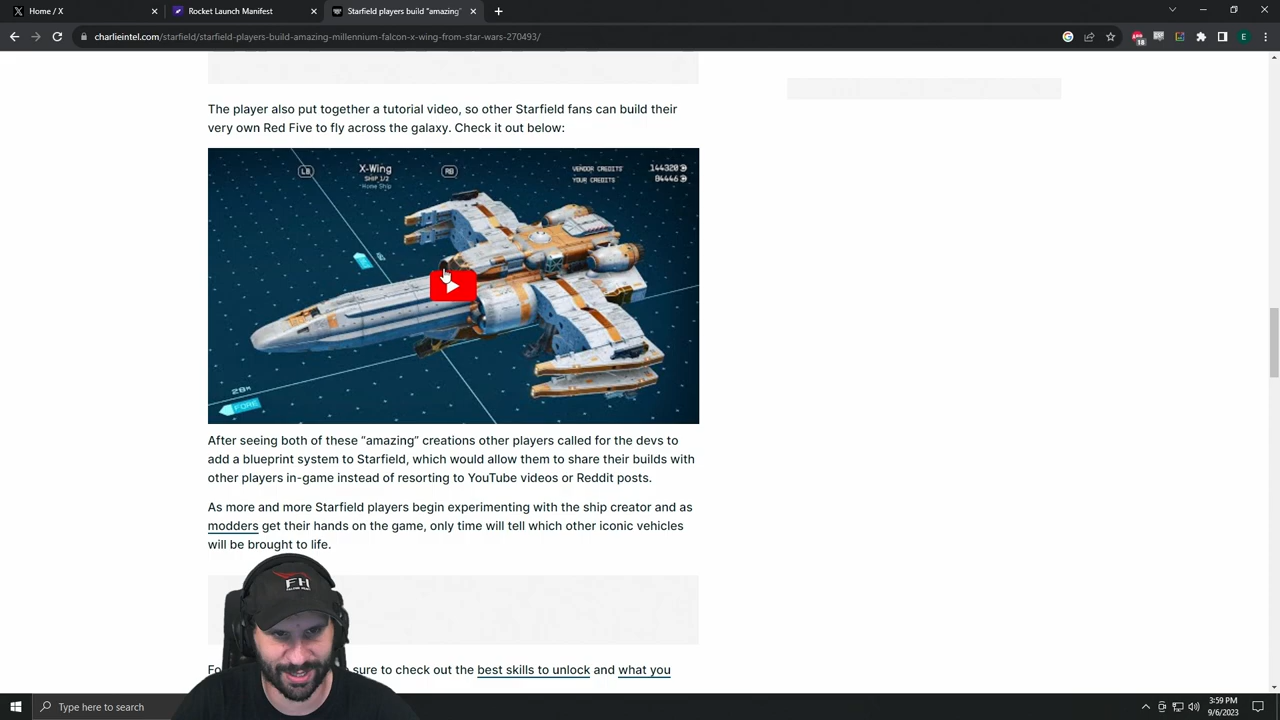 Home / X
Rocket Launch Manifest
Starfield players build "amazing"
charlieintel.com/starfield/starfield-players-build-amazing-millennium-falcon-x-wing-from-star-wars-270493/
18
E
The player also put together a tutorial video, so other Starfield fans can build their
very own Red Five to fly across the galaxy. Check it out below:
LB
X-Wing
RB
SHIP 1/2
Home Ship
VENDOR CREDITS 144320
YOUR CREDITS 84446
28M
FORE
After seeing both of these “amazing” creations other players called for the devs to
add a blueprint system to Starfield, which would allow them to share their builds with
other players in-game instead of resorting to YouTube videos or Reddit posts.
As more and more Starfield players begin experimenting with the ship creator and as
modders get their hands on the game, only time will tell which other iconic vehicles
will be brought to life.
FH
Fo
sure to check out the best skills to unlock and what you
Type here to search
3:59 PM
9/6/2023